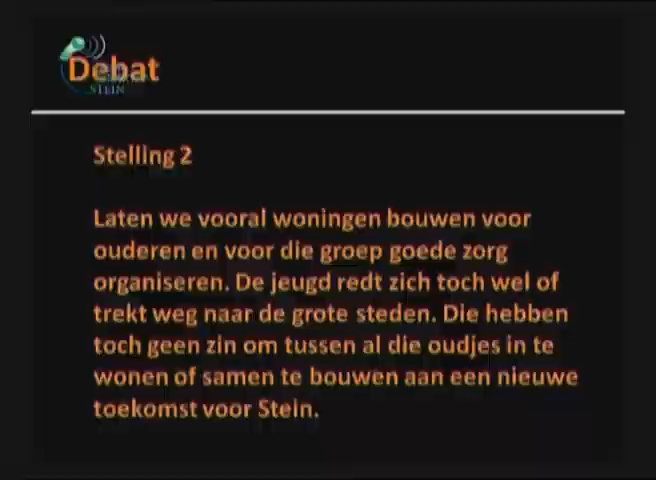 Debat
STEIN
Stelling 2
Laten we vooral woningen bouwen voor
ouderen en voor die groep goede zorg
organiseren. De jeugd redt zich toch wel of
trekt weg naar de grote steden. Die hebben
toch geen zin om tussen al die oudjes in te
wonen of samen te bouwen aan een nieuwe
toekomst voor Stein.